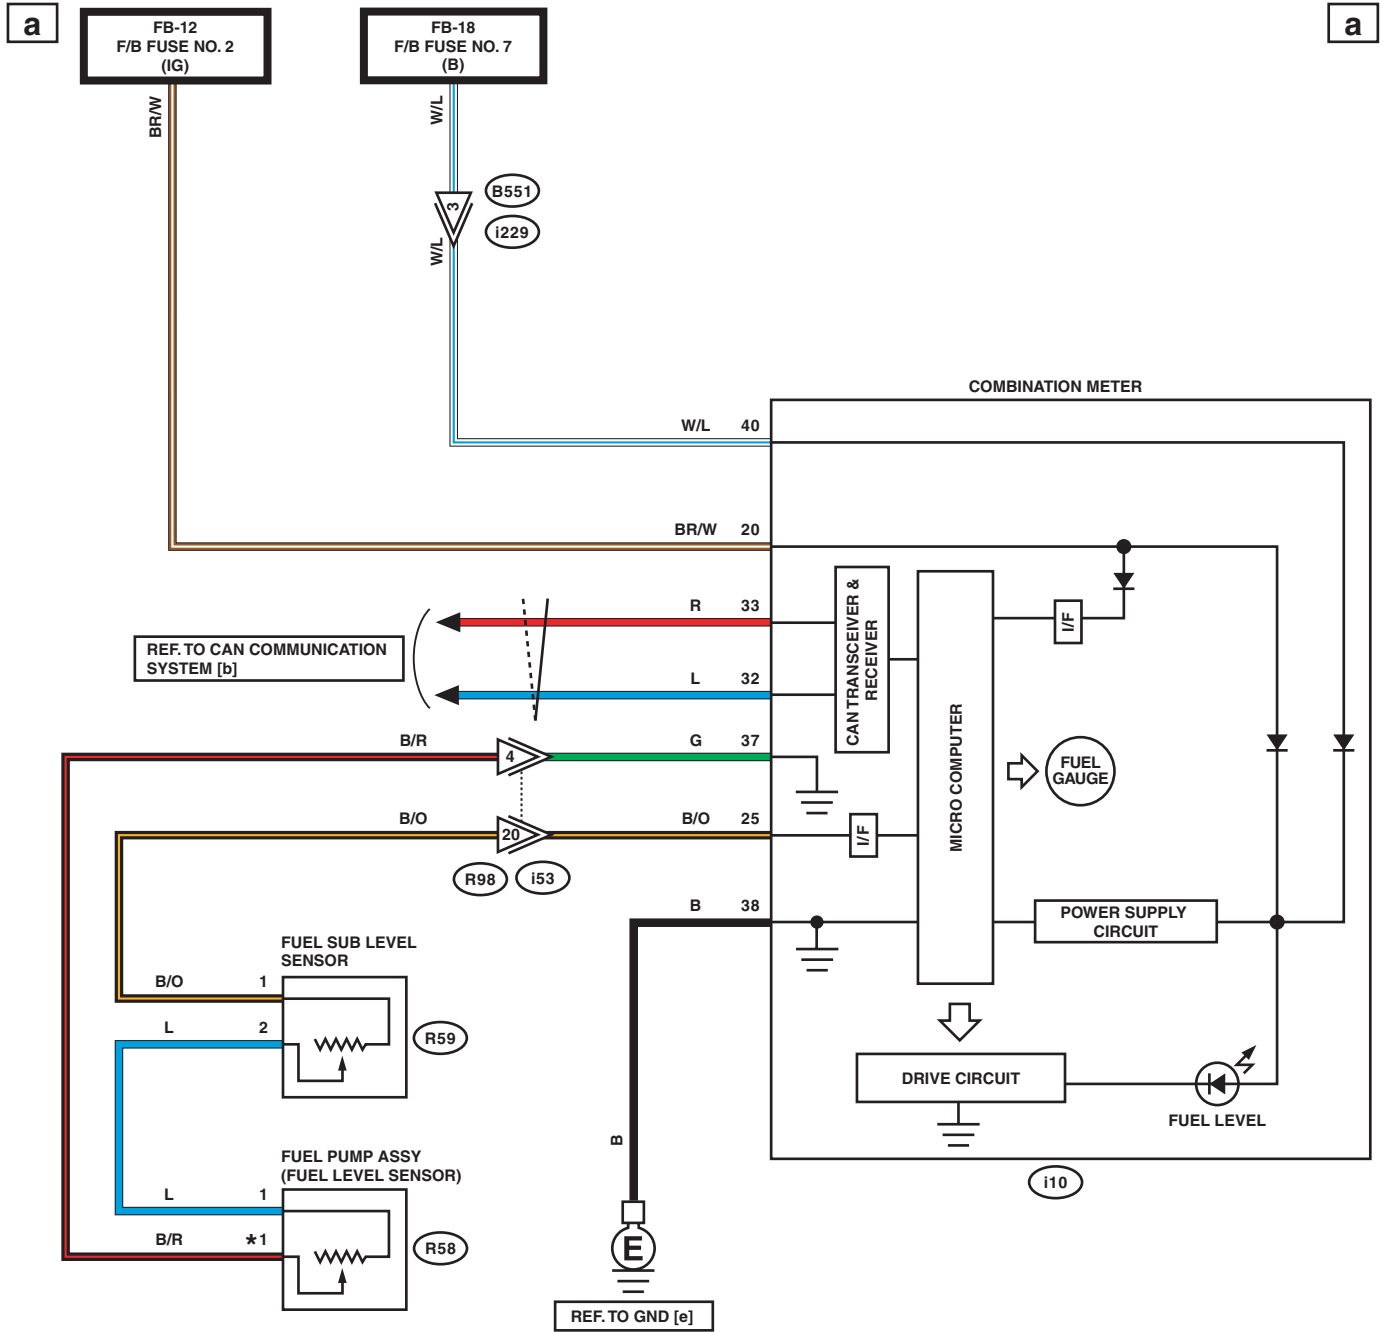 a
FB-12
F/B FUSE NO. 2
(IG)
FB-18
F/B FUSE NO. 7
(B)
a
BR/W
W/L
3
B551
i229
W/L
COMBINATION METER
W/L 40
BR/W 20
R 33
REF. TO CAN COMMUNICATION
SYSTEM [b]
L 32
CAN TRANSCEIVER &
RECEIVER
MICRO COMPUTER
I/F
B/R
4
G 37
FUEL
GAUGE
B/O
20
B/O 25
I/F
R98
i53
B 38
POWER SUPPLY
CIRCUIT
FUEL SUB LEVEL
SENSOR
B/O 1
L 2
R59
DRIVE CIRCUIT
FUEL LEVEL
B
FUEL PUMP ASSY
(FUEL LEVEL SENSOR)
L 1
B/R *1
R58
i10
E
REF. TO GND [e]